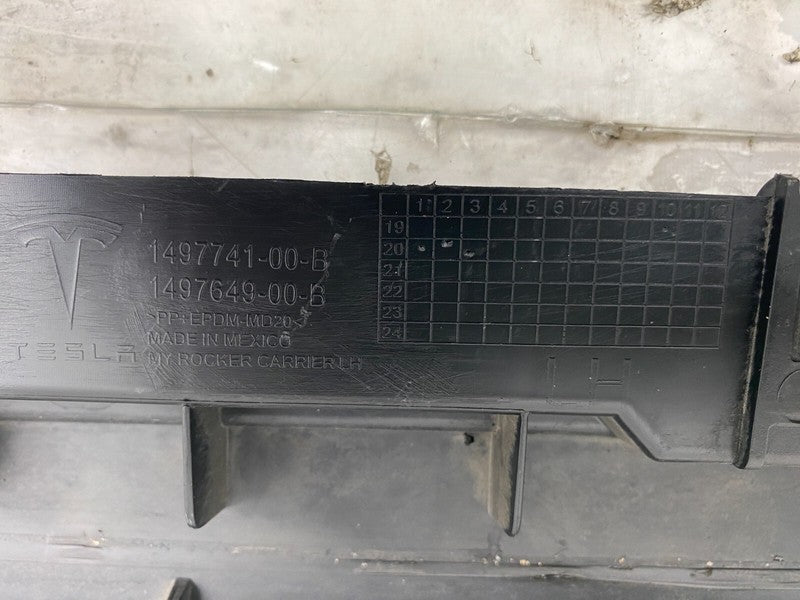 1497741-00-B
1497649-00-B
>PP+EPDM-MD20<
MADE IN MEXICO
MY ROCKER CARRIER LH
TESLA
1 2 3 4 5 6 7 8 9 10 11 12
19
20
21
22
23
24
LH